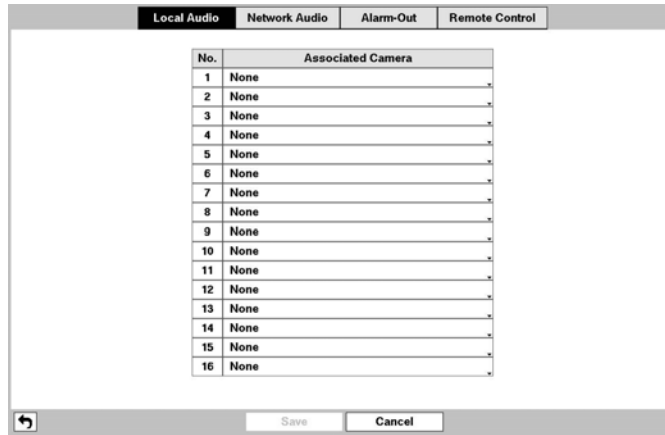 Local Audio Network Audio Alarm-Out Remote Control
No. Associated Camera
1 None
2 None
3 None
4 None
5 None
6 None
7 None
8 None
9 None
10 None
11 None
12 None
13 None
14 None
15 None
16 None
Save Cancel